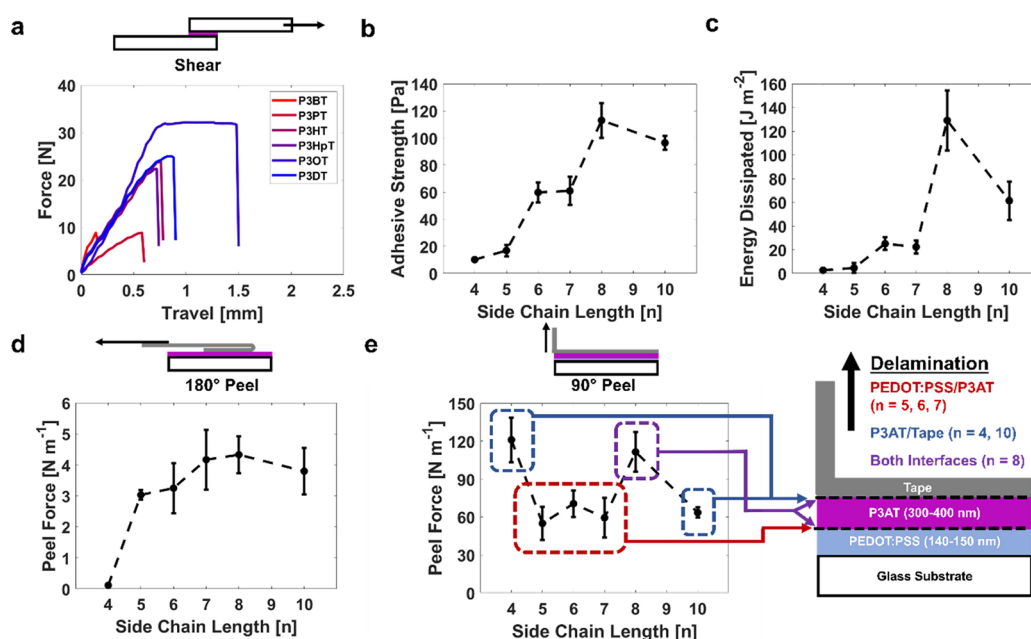 a
Shear
Force [N]
40
30
20
10
0
0
0.5
1
1.5
2
2.5
Travel [mm]
P3BT
P3PT
P3HT
P3HpT
P3OT
P3DT
b
Adhesive Strength [Pa]
140
120
100
80
60
40
20
0
4 5 6 7 8 9 10
Side Chain Length [n]
c
Energy Dissipated [J m⁻²]
160
140
120
100
80
60
40
20
0
4 5 6 7 8 9 10
Side Chain Length [n]
d
180° Peel
Peel Force [N m⁻¹]
6
5
4
3
2
1
0
4 5 6 7 8 9 10
Side Chain Length [n]
e
90° Peel
Peel Force [N m⁻¹]
150
120
90
60
30
0
4 5 6 7 8 9 10
Side Chain Length [n]
Delamination
PEDOT:PSS/P3AT
(n = 5, 6, 7)
P3AT/Tape (n = 4, 10)
Both Interfaces (n = 8)
Tape
P3AT (300-400 nm)
PEDOT:PSS (140-150 nm)
Glass Substrate